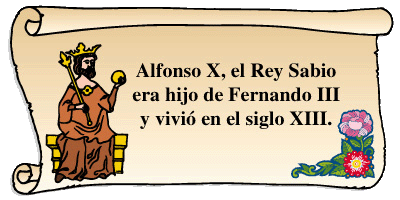 Alfonso X, el Rey Sabio
era hijo de Fernando III
y vivió en el siglo XIII.